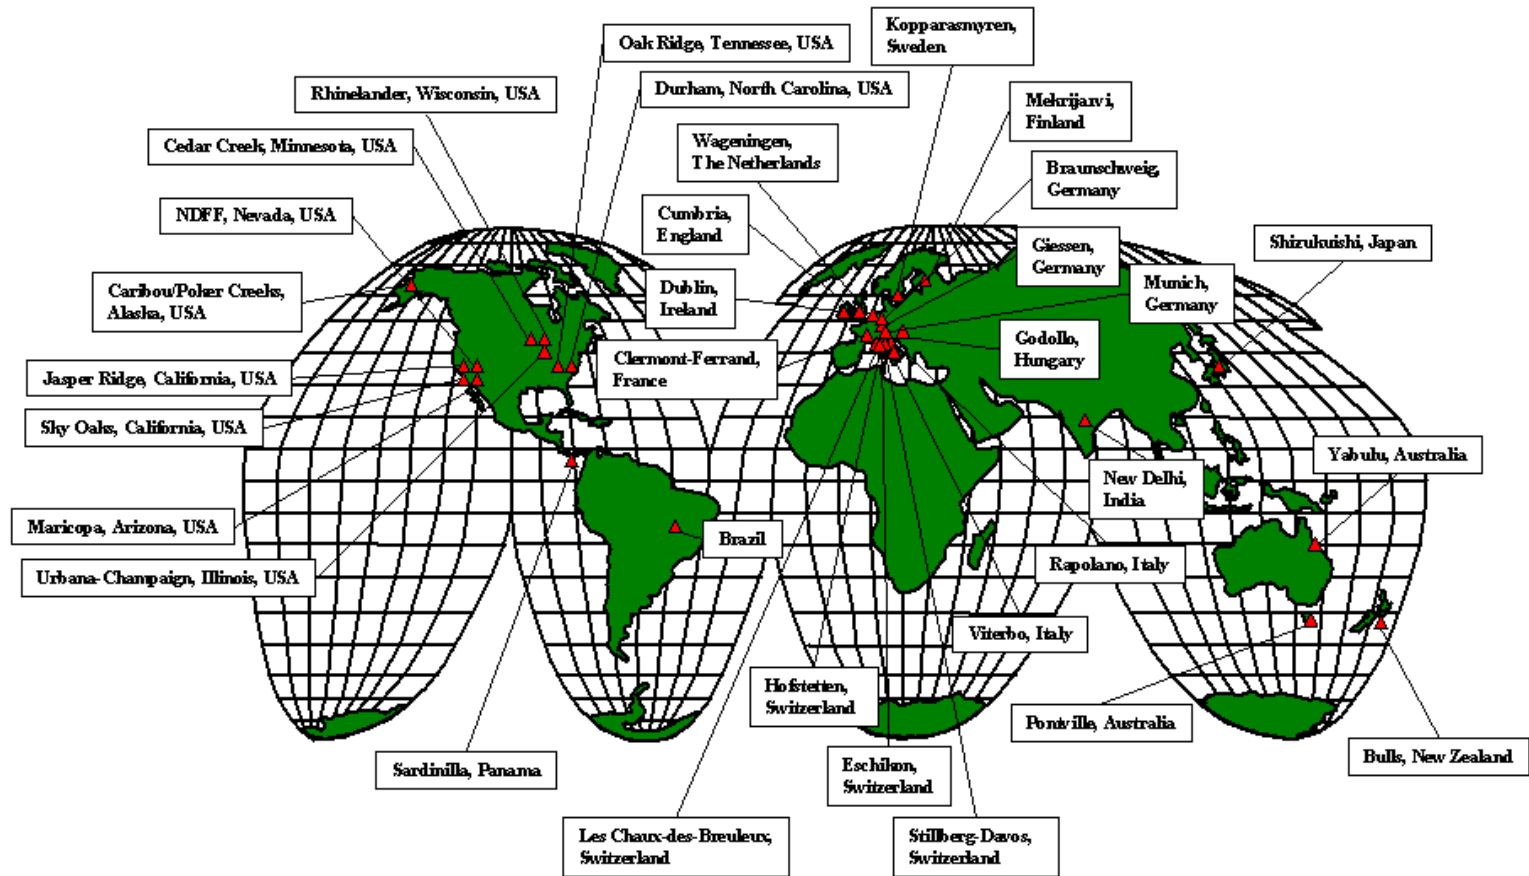 Oak Ridge, Tennessee, USA
Kopparasmyren,
Sweden
Rhinelander, Wisconsin, USA
Durham, North Carolina, USA
Mekrijarvi,
Finland
Cedar Creek, Minnesota, USA
Wageningen,
The Netherlands
Braunschweig,
Germany
NDFF, Nevada, USA
Cumbria,
England
Giessen,
Germany
Shizukuishi, Japan
Caribou/Poker Creeks,
Alaska, USA
Dublin,
Ireland
Munich,
Germany
Jasper Ridge, California, USA
Clermont-Ferrand,
France
Godollo,
Hungary
Sky Oaks, California, USA
Yabulu, Australia
New Delhi,
India
Maricopa, Arizona, USA
Brazil
Urbana-Champaign, Illinois, USA
Rapolano, Italy
Viterbo, Italy
Hofstetten,
Switzerland
Pontville, Australia
Sardinilla, Panama
Eschikon,
Switzerland
Bulls, New Zealand
Les Chaux-des-Breuleux,
Switzerland
Stillberg-Davos,
Switzerland